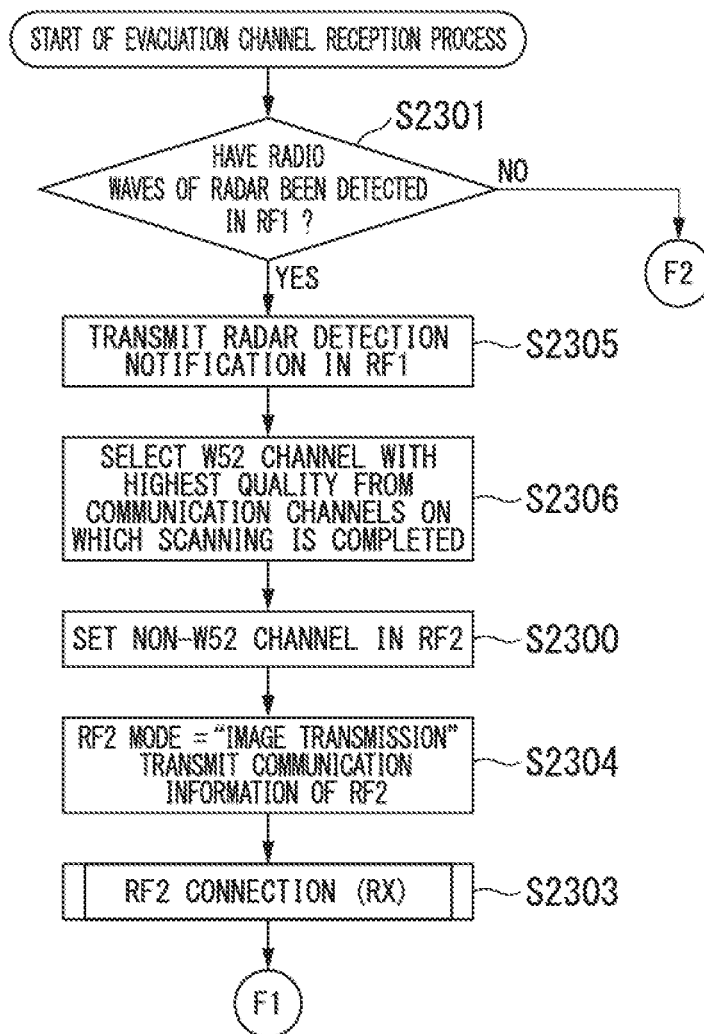 START OF EVACUATION CHANNEL RECEPTION PROCESS
S2301
HAVE RADIO
WAVES OF RADAR BEEN DETECTED
IN RF1 ?
NO
F2
YES
TRANSMIT RADAR DETECTION
NOTIFICATION IN RF1
S2305
SELECT W52 CHANNEL WITH
HIGHEST QUALITY FROM
COMMUNICATION CHANNELS ON
WHICH SCANNING IS COMPLETED
S2306
SET NON-W52 CHANNEL IN RF2
S2300
RF2 MODE = "IMAGE TRANSMISSION"
TRANSMIT COMMUNICATION
INFORMATION OF RF2
S2304
RF2 CONNECTION (RX)
S2303
F1